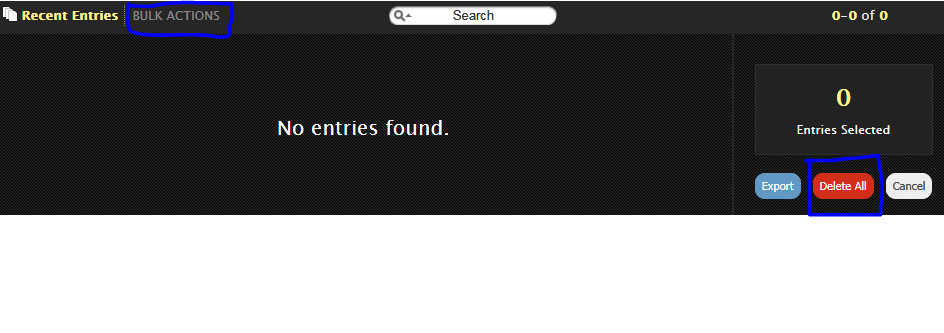 Recent Entries BULK ACTIONS Search 0-0 of 0
0
No entries found.
Entries Selected
Export Delete All Cancel